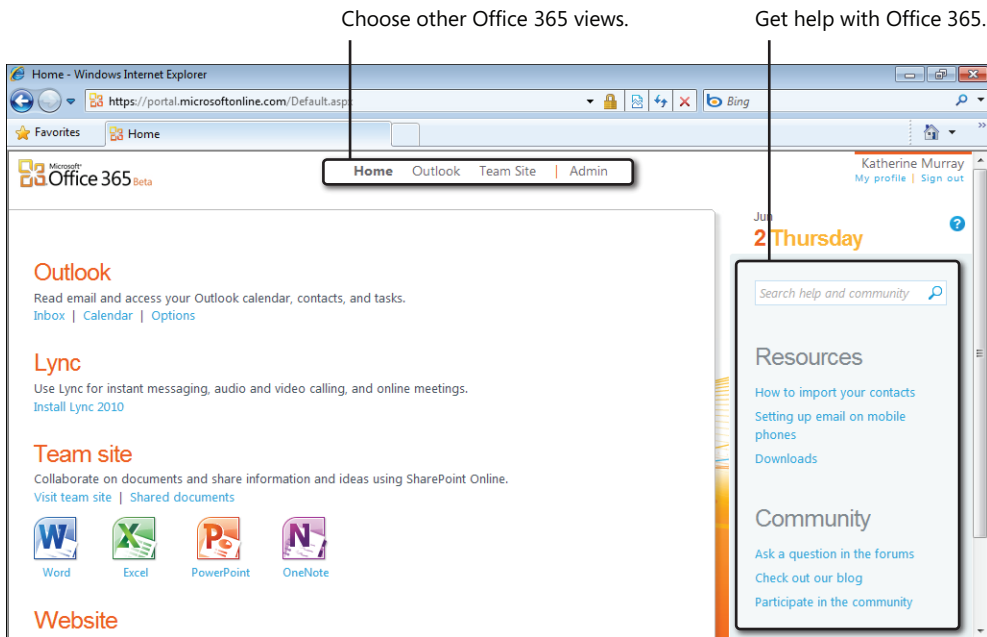 Choose other Office 365 views.
Get help with Office 365.
Home - Windows Internet Explorer
https://portal.microsoftonline.com/Default.aspx
Bing
Favorites
Home
Microsoft
Office 365 Beta
Home Outlook Team Site | Admin
Katherine Murray
My profile | Sign out
Jun
2 Thursday
Outlook
Read email and access your Outlook calendar, contacts, and tasks.
Inbox | Calendar | Options
Lync
Use Lync for instant messaging, audio and video calling, and online meetings.
Install Lync 2010
Team site
Collaborate on documents and share information and ideas using SharePoint Online.
Visit team site | Shared documents
Word Excel PowerPoint OneNote
Website
Search help and community
Resources
How to import your contacts
Setting up email on mobile
phones
Downloads
Community
Ask a question in the forums
Check out our blog
Participate in the community